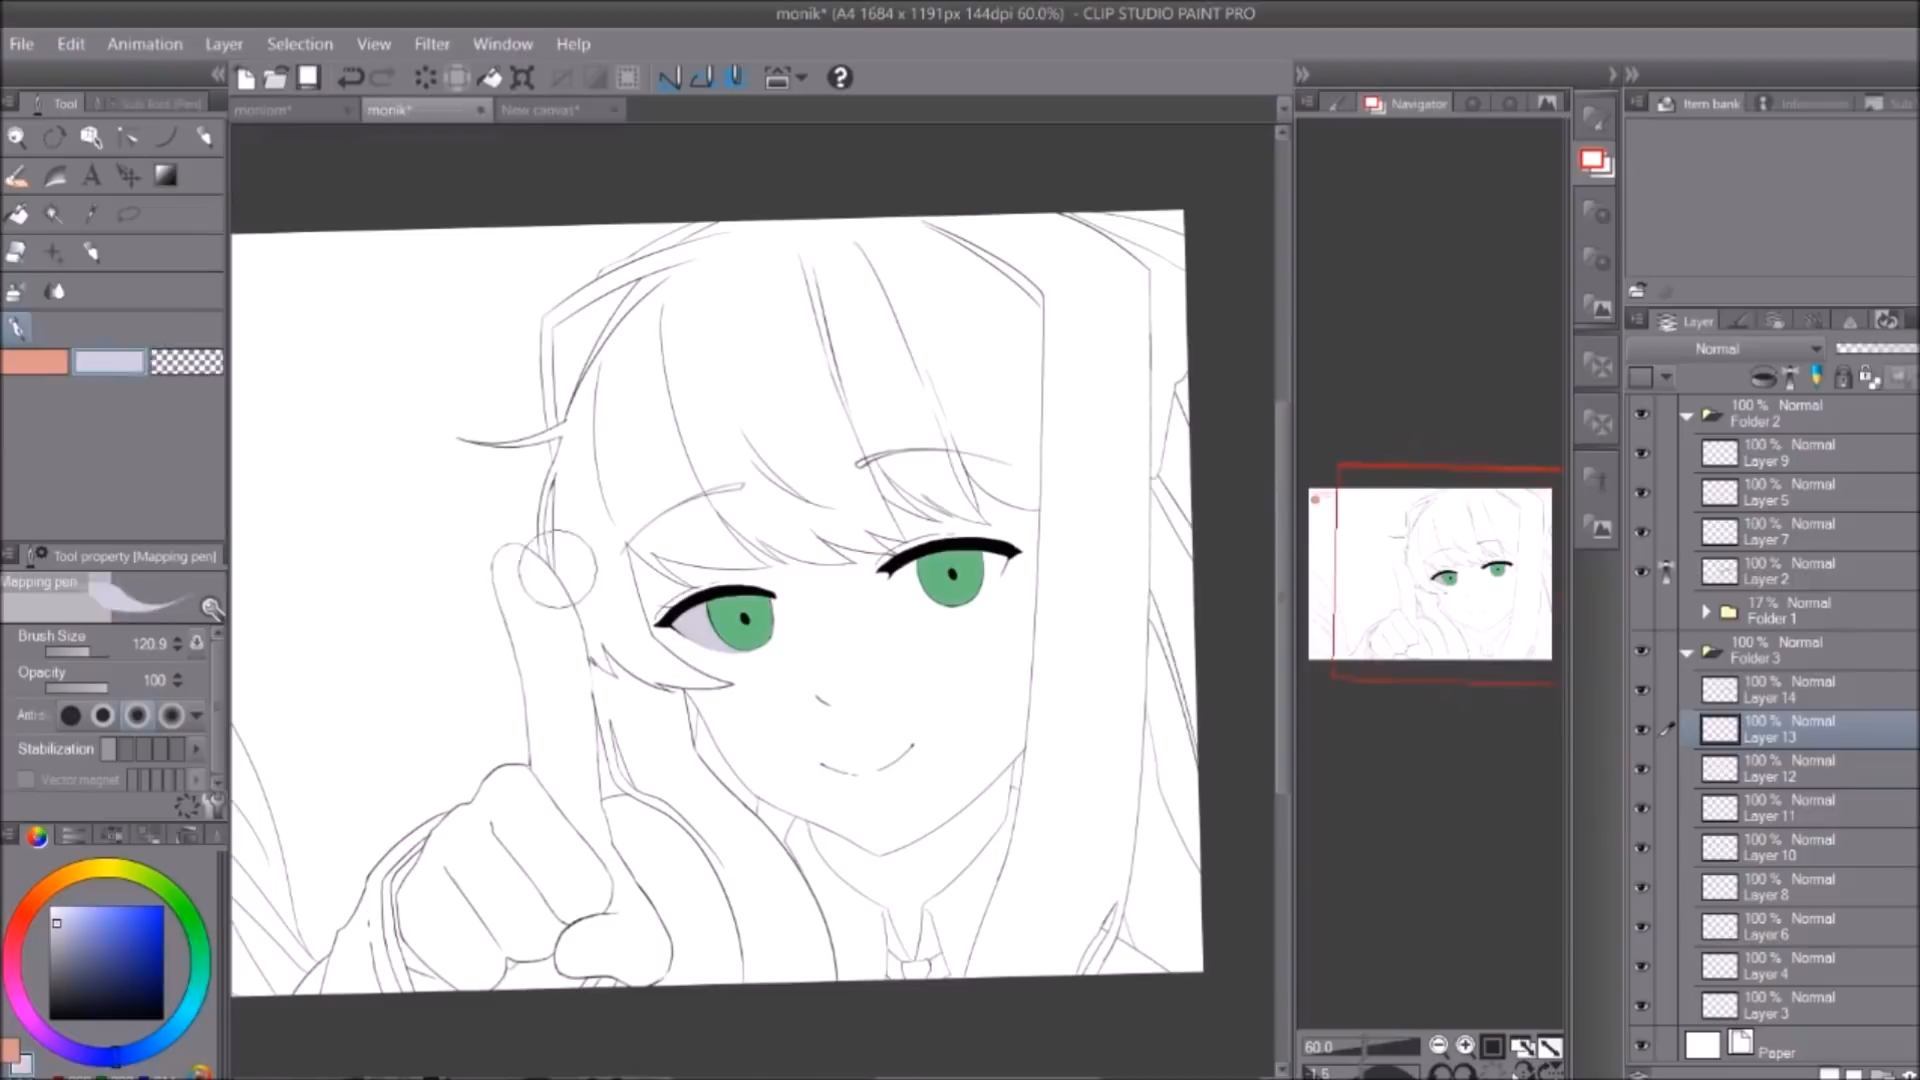 monik* (A4 1684 x 1191px 144dpi 60.0%) - CLIP STUDIO PAINT PRO
File Edit Animation Layer Selection View Filter Window Help
Tool Sub Tool [Pen]
moniom* monik* New canvas*
Navigator
Item bank
Tool property [Mapping pen]
Mapping pen
Brush Size 120.9
Opacity 100
Stabilization
Vector magnet
60.0
-1.5
Layer
Normal
100 % Normal
Folder 2
100 % Normal
Layer 9
100 % Normal
Layer 5
100 % Normal
Layer 7
100 % Normal
Layer 2
17 % Normal
Folder 1
100 % Normal
Folder 3
100 % Normal
Layer 14
100 % Normal
Layer 13
100 % Normal
Layer 12
100 % Normal
Layer 11
100 % Normal
Layer 10
100 % Normal
Layer 8
100 % Normal
Layer 6
100 % Normal
Layer 4
100 % Normal
Layer 3
Paper